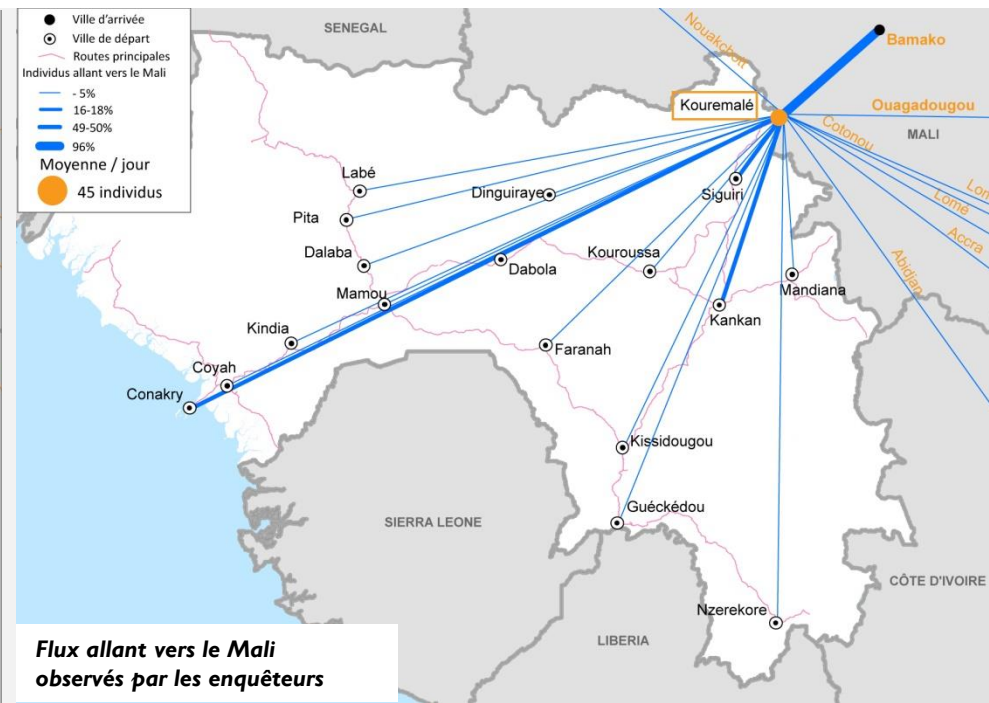 Ville d'arrivée
Ville de départ
Routes principales
Individus allant vers le Mali
- 5%
16-18%
49-50%
96%
Moyenne / jour
45 individus
SENEGAL
Nouakchott
Bamako
Kouremalé
Ouagadougou
MALI
Cotonou
Lomé
Accra
Abidjan
Labé
Dinguiraye
Siguiri
Pita
Dalaba
Dabola
Kouroussa
Mandiana
Mamou
Kankan
Kindia
Faranah
Coyah
Conakry
Kissidougou
Guéckédou
SIERRA LEONE
CÔTE D'IVOIRE
Nzerekore
LIBERIA
Flux allant vers le Mali
observés par les enquêteurs